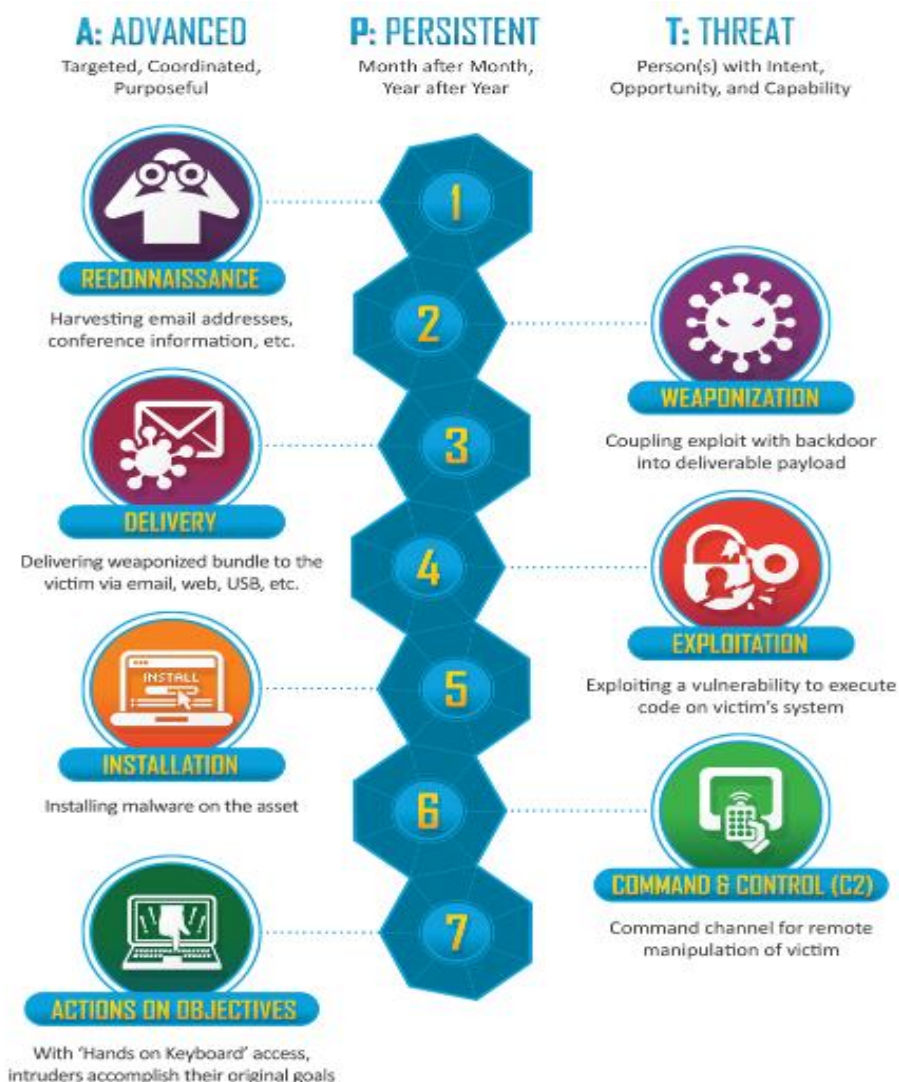 A: ADVANCED
Targeted, Coordinated,
Purposeful
P: PERSISTENT
Month after Month,
Year after Year
T: THREAT
Person(s) with Intent,
Opportunity, and Capability
1
RECONNAISSANCE
Harvesting email addresses,
conference information, etc.
2
WEAPONIZATION
Coupling exploit with backdoor
into deliverable payload
3
DELIVERY
Delivering weaponized bundle to the
victim via email, web, USB, etc.
4
EXPLOITATION
Exploiting a vulnerability to execute
code on victim's system
5
INSTALL
INSTALLATION
Installing malware on the asset
6
COMMAND & CONTROL (C2)
Command channel for remote
manipulation of victim
7
ACTIONS ON OBJECTIVES
With 'Hands on Keyboard' access,
intruders accomplish their original goals